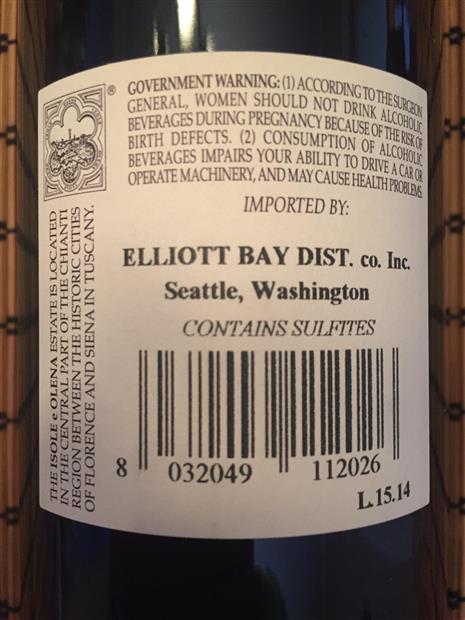 GOVERNMENT WARNING: (1) ACCORDING TO THE SURGEON
GENERAL, WOMEN SHOULD NOT DRINK ALCOHOLIC
BEVERAGES DURING PREGNANCY BECAUSE OF THE RISK OF
BIRTH DEFECTS. (2) CONSUMPTION OF ALCOHOLIC
BEVERAGES IMPAIRS YOUR ABILITY TO DRIVE A CAR OR
OPERATE MACHINERY, AND MAY CAUSE HEALTH PROBLEMS.
IMPORTED BY:
ELLIOTT BAY DIST. co. Inc.
Seattle, Washington
CONTAINS SULFITES
8 032049 112026
L.15.14
®
THE ISOLE e OLENA ESTATE IS LOCATED
IN THE CENTRAL PART OF THE CHIANTI
REGION BETWEEN THE HISTORIC CITIES
OF FLORENCE AND SIENA IN TUSCANY.